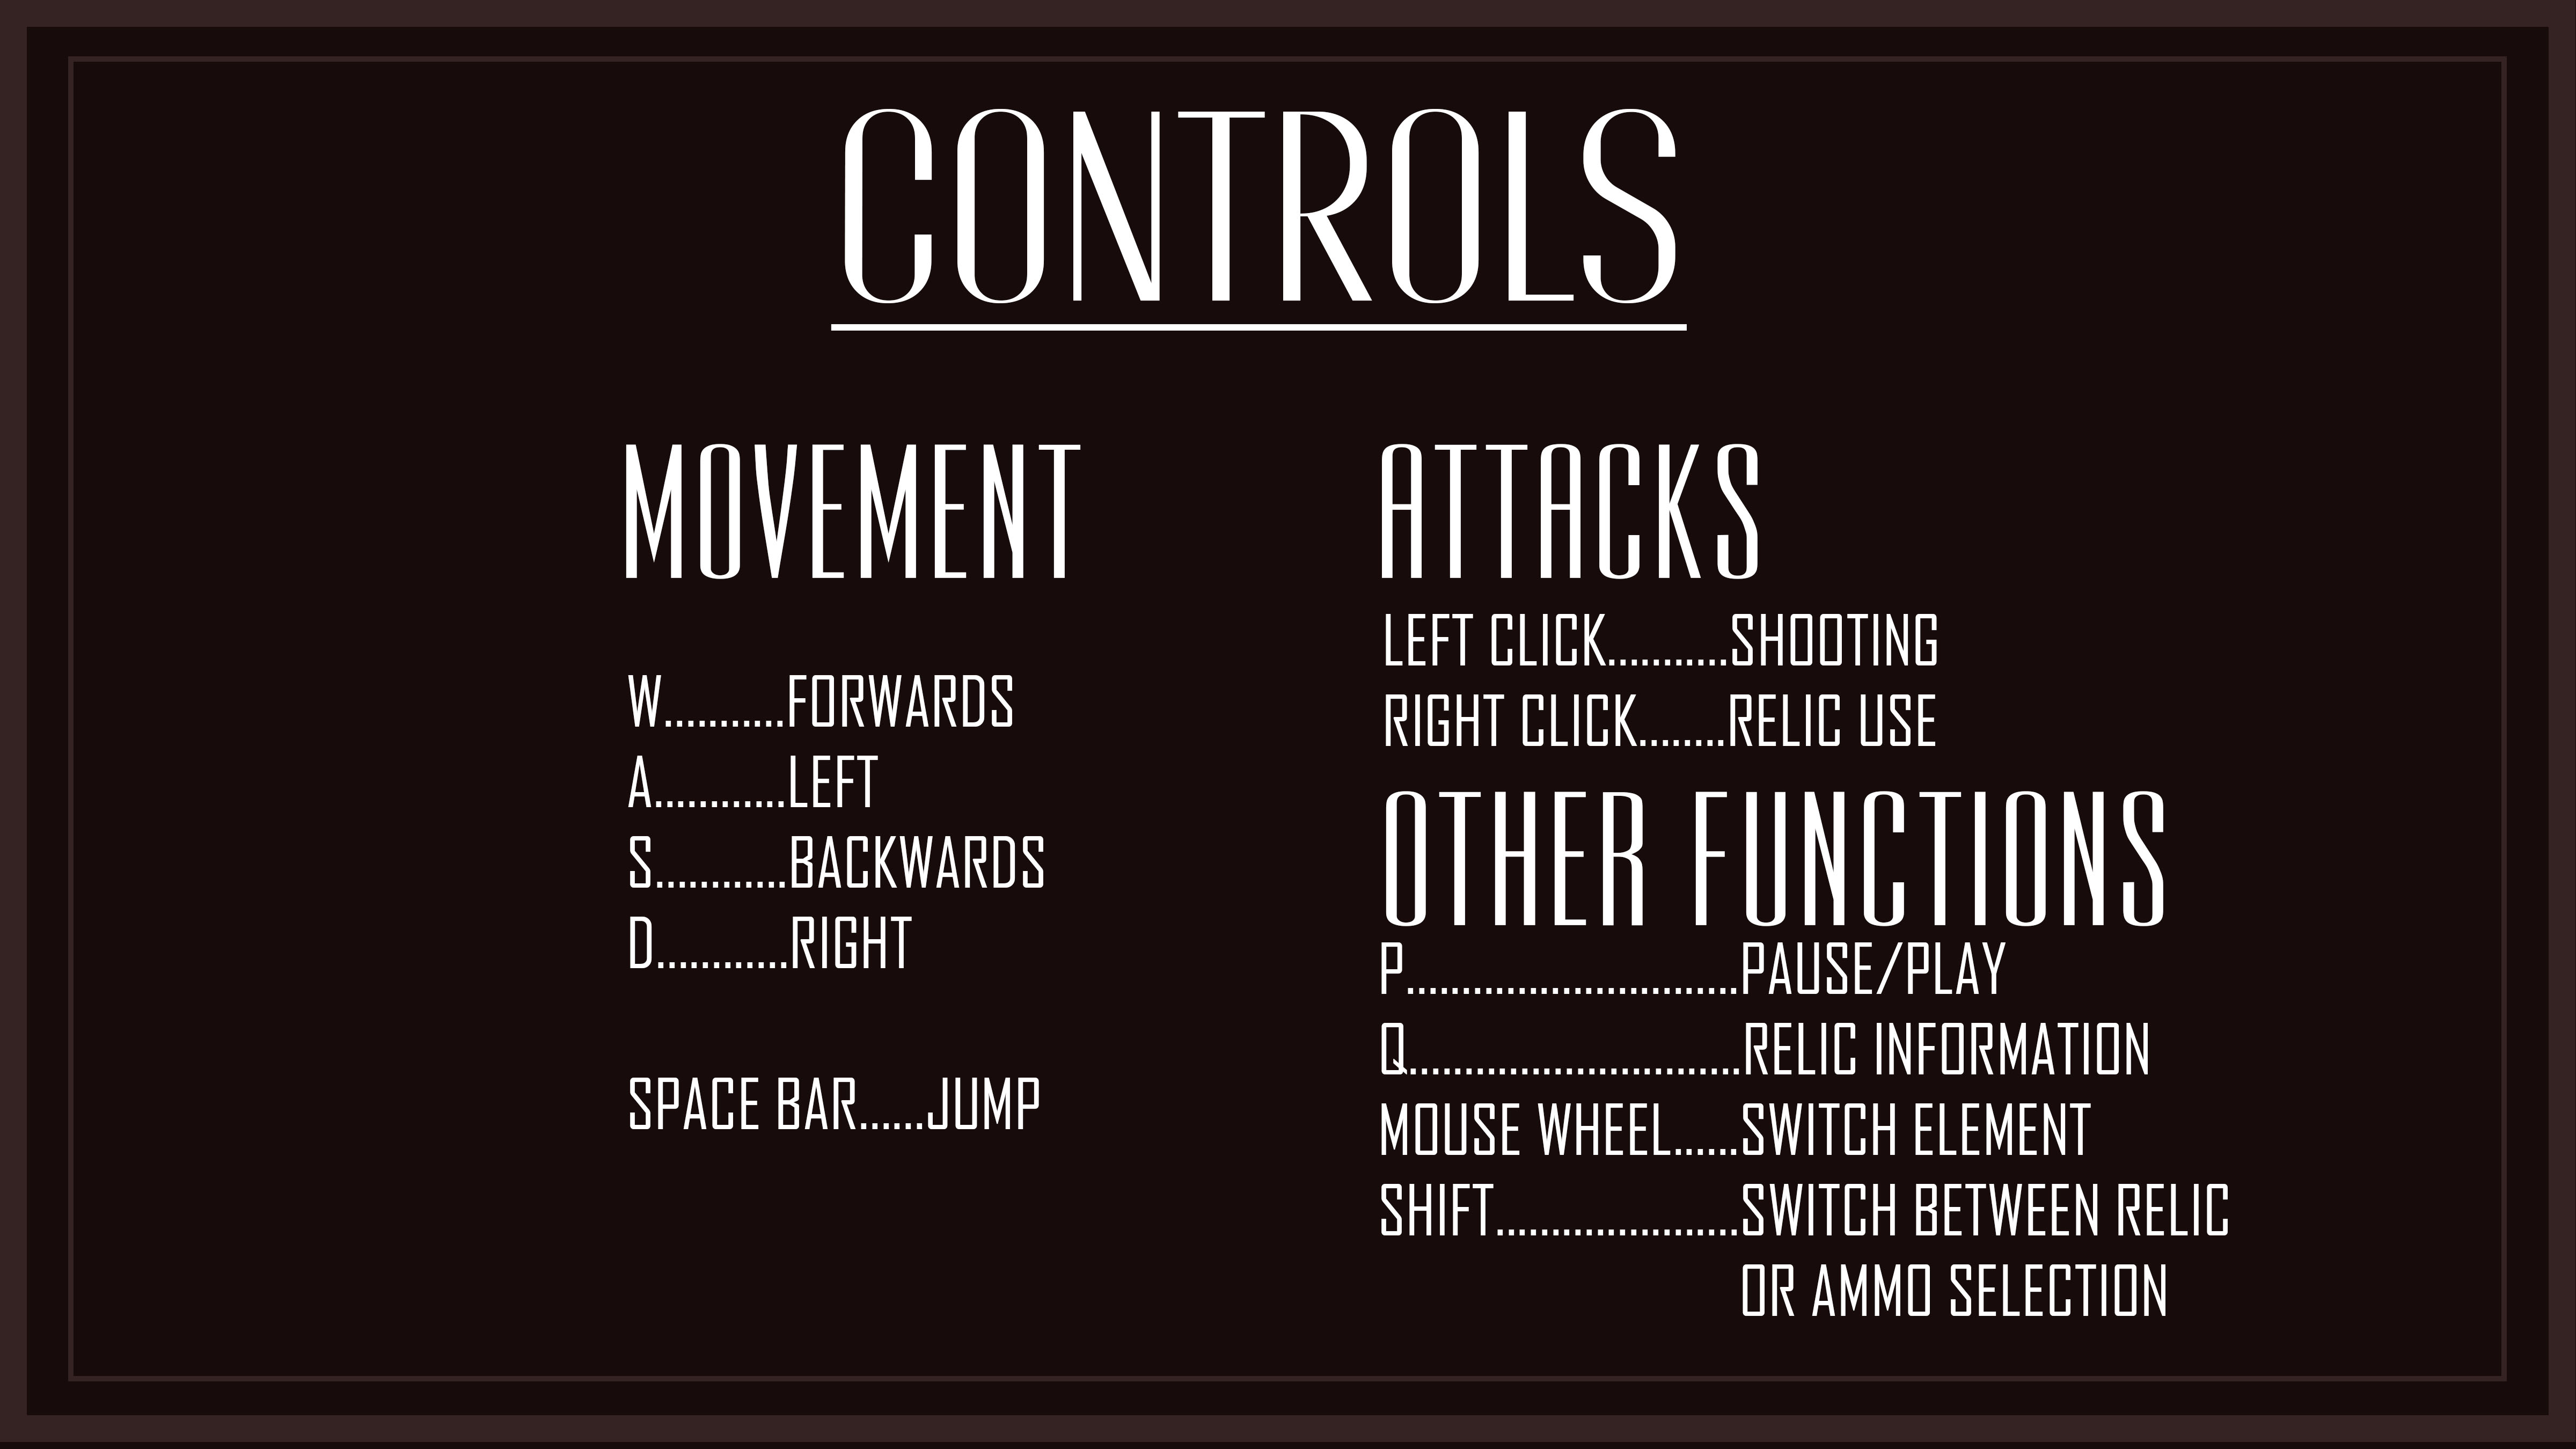 CONTROLS
MOVEMENT
W...........FORWARDS
A............LEFT
S............BACKWARDS
D............RIGHT
SPACE BAR......JUMP
ATTACKS
LEFT CLICK...........SHOOTING
RIGHT CLICK........RELIC USE
OTHER FUNCTIONS
P..............................PAUSE/PLAY
Q..............................RELIC INFORMATION
MOUSE WHEEL......SWITCH ELEMENT
SHIFT......................SWITCH BETWEEN RELIC
OR AMMO SELECTION